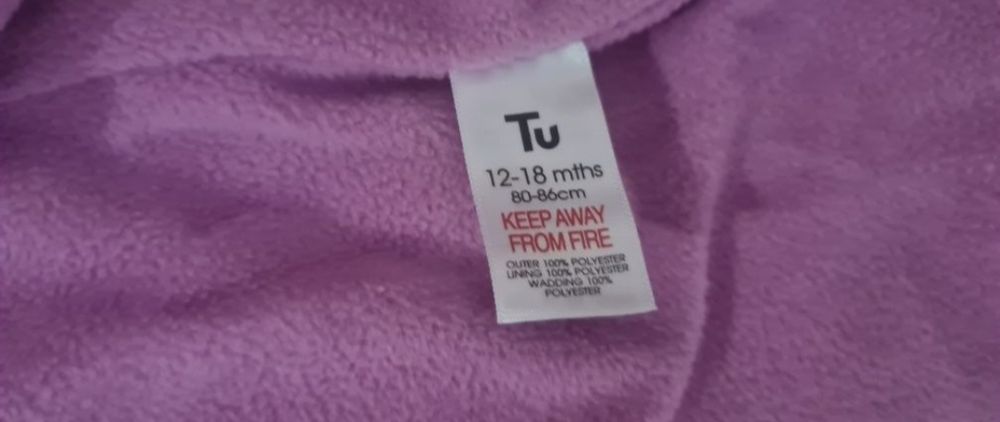 Tu
12-18 mths
80-86cm
KEEP AWAY
FROM FIRE
OUTER 100% POLYESTER
LINING 100% POLYESTER
WADDING 100%
POLYESTER